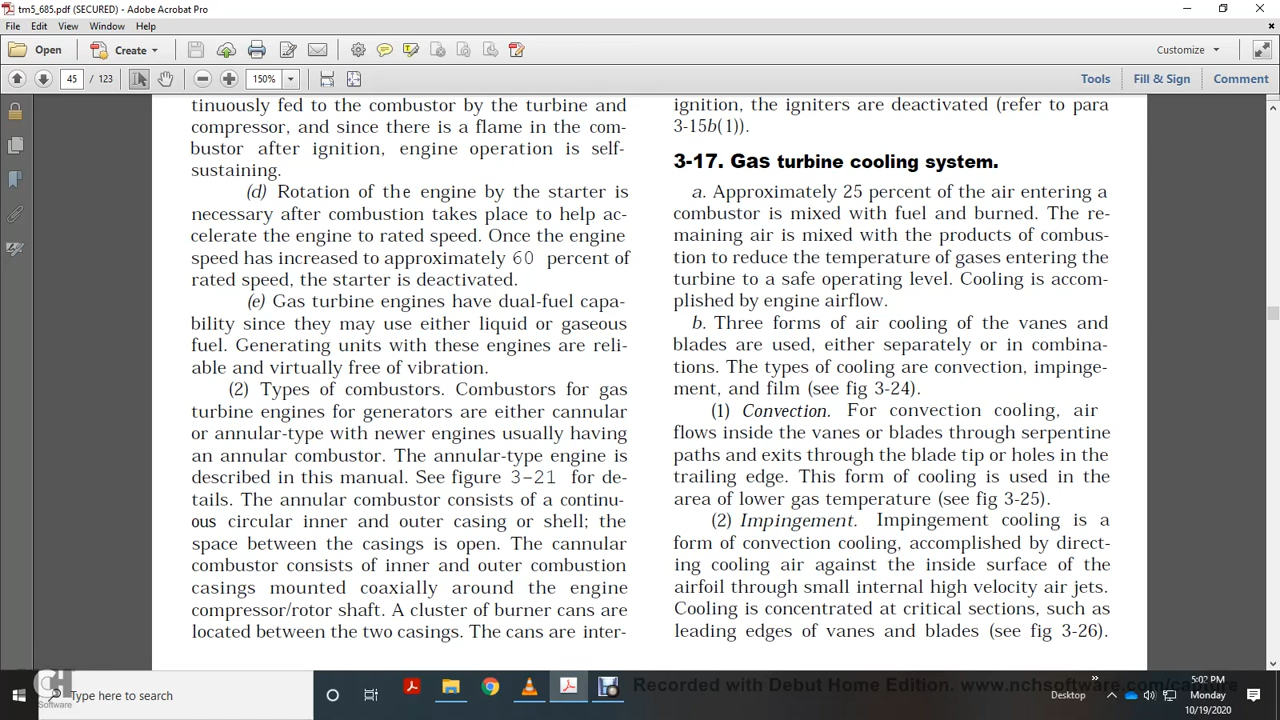 tm5_685.pdf (SECURED) - Adobe Acrobat Pro
File Edit View Window Help
Open Create Customize
45 / 123 150% Tools Fill & Sign Comment
tinuously fed to the combustor by the turbine and
compressor, and since there is a flame in the com-
bustor after ignition, engine operation is self-
sustaining.
(d) Rotation of the engine by the starter is
necessary after combustion takes place to help ac-
celerate the engine to rated speed. Once the engine
speed has increased to approximately 60 percent of
rated speed, the starter is deactivated.
(e) Gas turbine engines have dual-fuel capa-
bility since they may use either liquid or gaseous
fuel. Generating units with these engines are reli-
able and virtually free of vibration.
(2) Types of combustors. Combustors for gas
turbine engines for generators are either cannular
or annular-type with newer engines usually having
an annular combustor. The annular-type engine is
described in this manual. See figure 3-21 for de-
tails. The annular combustor consists of a continu-
ous circular inner and outer casing or shell; the
space between the casings is open. The cannular
combustor consists of inner and outer combustion
casings mounted coaxially around the engine
compressor/rotor shaft. A cluster of burner cans are
located between the two casings. The cans are inter-
ignition, the igniters are deactivated (refer to para
3-15b(1)).
3-17. Gas turbine cooling system.
a. Approximately 25 percent of the air entering a
combustor is mixed with fuel and burned. The re-
maining air is mixed with the products of combus-
tion to reduce the temperature of gases entering the
turbine to a safe operating level. Cooling is accom-
plished by engine airflow.
b. Three forms of air cooling of the vanes and
blades are used, either separately or in combina-
tions. The types of cooling are convection, impinge-
ment, and film (see fig 3-24).
(1) Convection. For convection cooling, air
flows inside the vanes or blades through serpentine
paths and exits through the blade tip or holes in the
trailing edge. This form of cooling is used in the
area of lower gas temperature (see fig 3-25).
(2) Impingement. Impingement cooling is a
form of convection cooling, accomplished by direct-
ing cooling air against the inside surface of the
airfoil through small internal high velocity air jets.
Cooling is concentrated at critical sections, such as
leading edges of vanes and blades (see fig 3-26).
CH
Software
Type here to search
Recorded with Debut Home Edition. www.nchsoftware.com/capture
Desktop
5:02 PM
Monday
10/19/2020